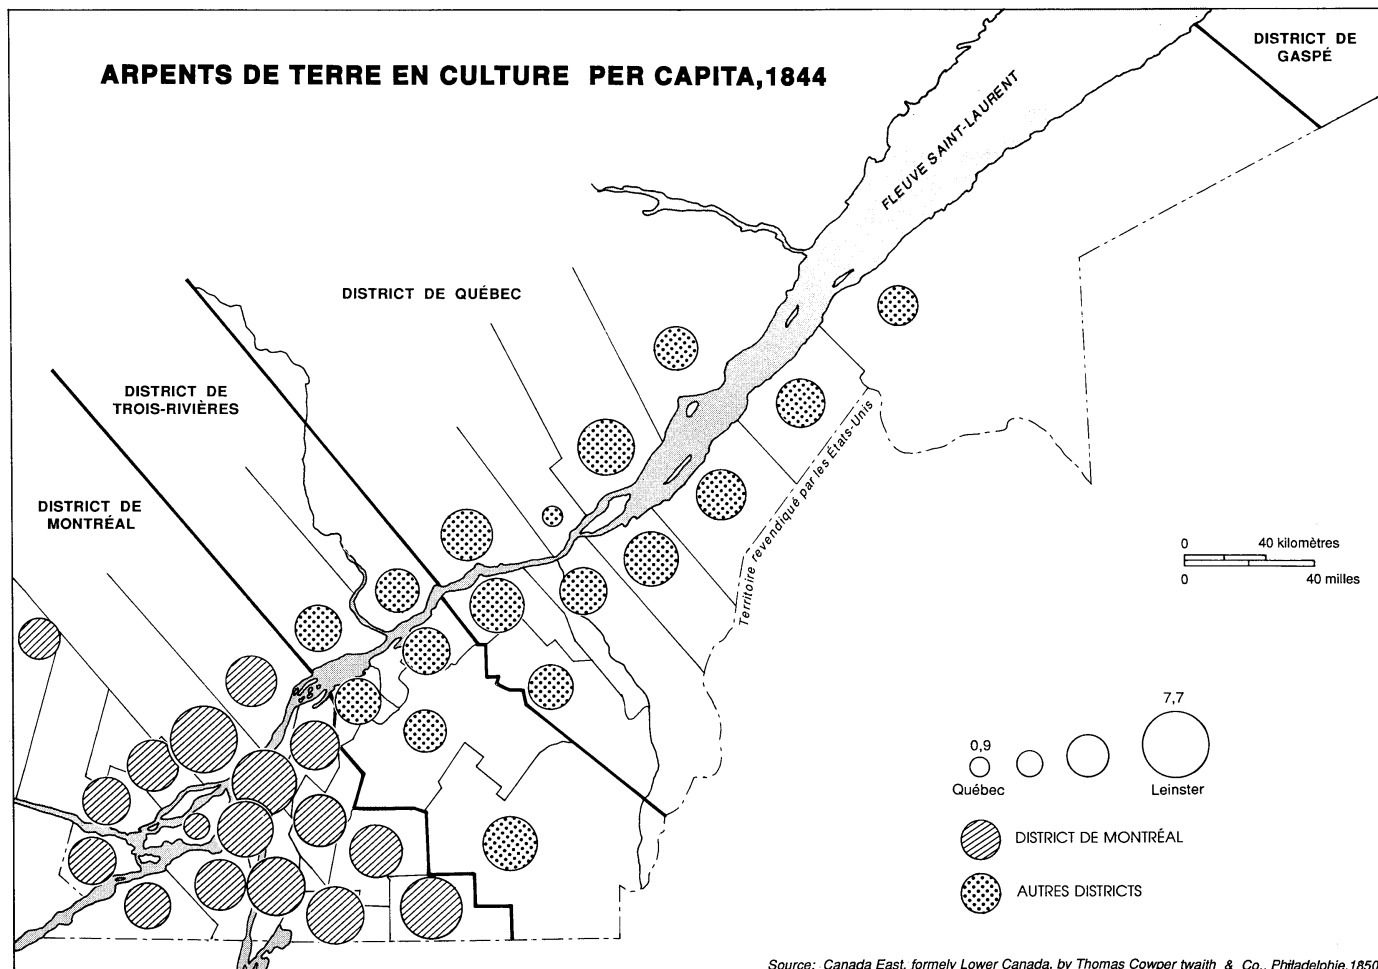 ARPENTS DE TERRE EN CULTURE PER CAPITA,1844
DISTRICT DE
GASPÉ
FLEUVE SAINT-LAURENT
DISTRICT DE QUÉBEC
DISTRICT DE
TROIS-RIVIÈRES
DISTRICT DE
MONTRÉAL
Territoire revendiqué par les États-Unis
0 40 kilomètres
0 40 milles
7,7
0,9
Québec Leinster
DISTRICT DE MONTRÉAL
AUTRES DISTRICTS
Source: Canada East, formely Lower Canada, by Thomas Cowper twaith & Co., Philadelphie,1850